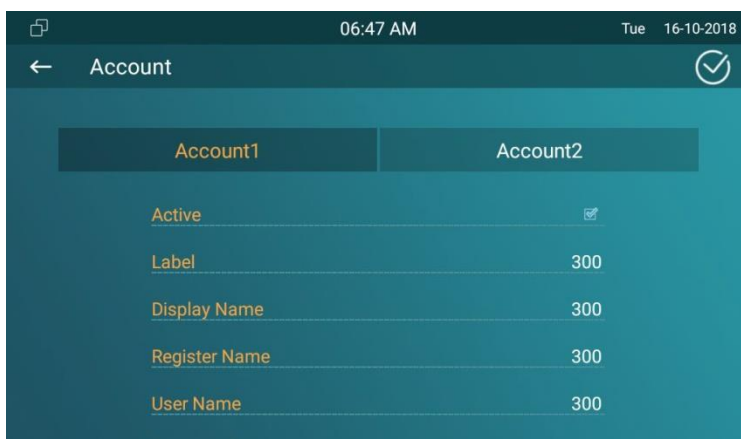 06:47 AM Tue 16-10-2018
Account
Account1 Account2
Active
Label 300
Display Name 300
Register Name 300
User Name 300